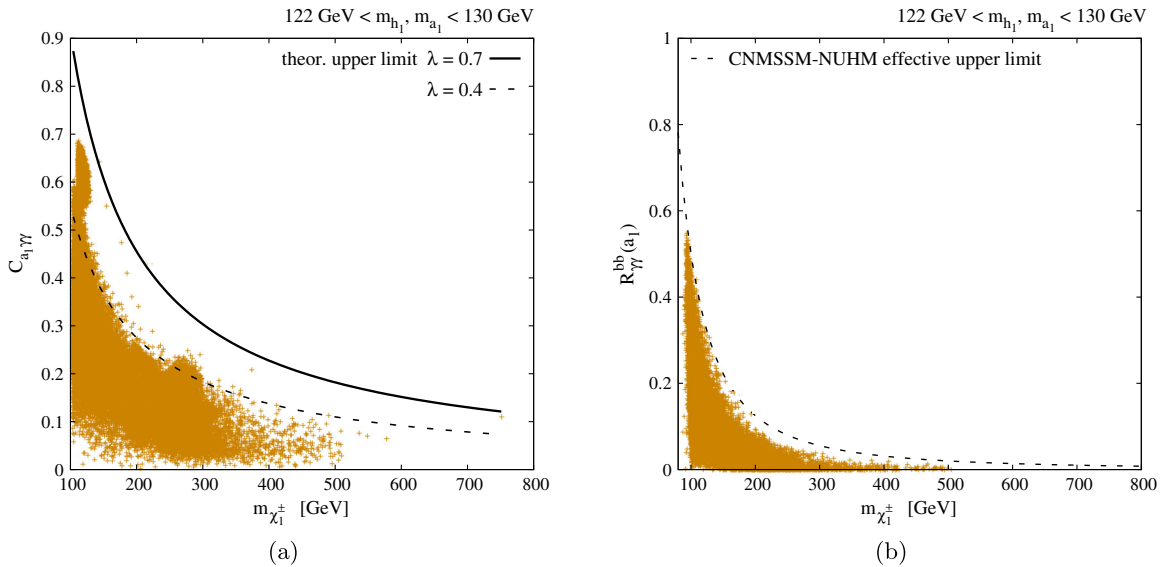 122 GeV < m_{h_1}, m_{a_1} < 130 GeV
theor. upper limit λ = 0.7
λ = 0.4
0.9
0.8
0.7
0.6
0.5
0.4
0.3
0.2
0.1
0
C_{a_1γγ}
100 200 300 400 500 600 700 800
m_{χ_1^±} [GeV]
(a)
122 GeV < m_{h_1}, m_{a_1} < 130 GeV
CNMSSM-NUHM effective upper limit
1
0.8
0.6
0.4
0.2
0
R_{γγ}^{bb}(a_1)
100 200 300 400 500 600 700 800
m_{χ_1^±} [GeV]
(b)